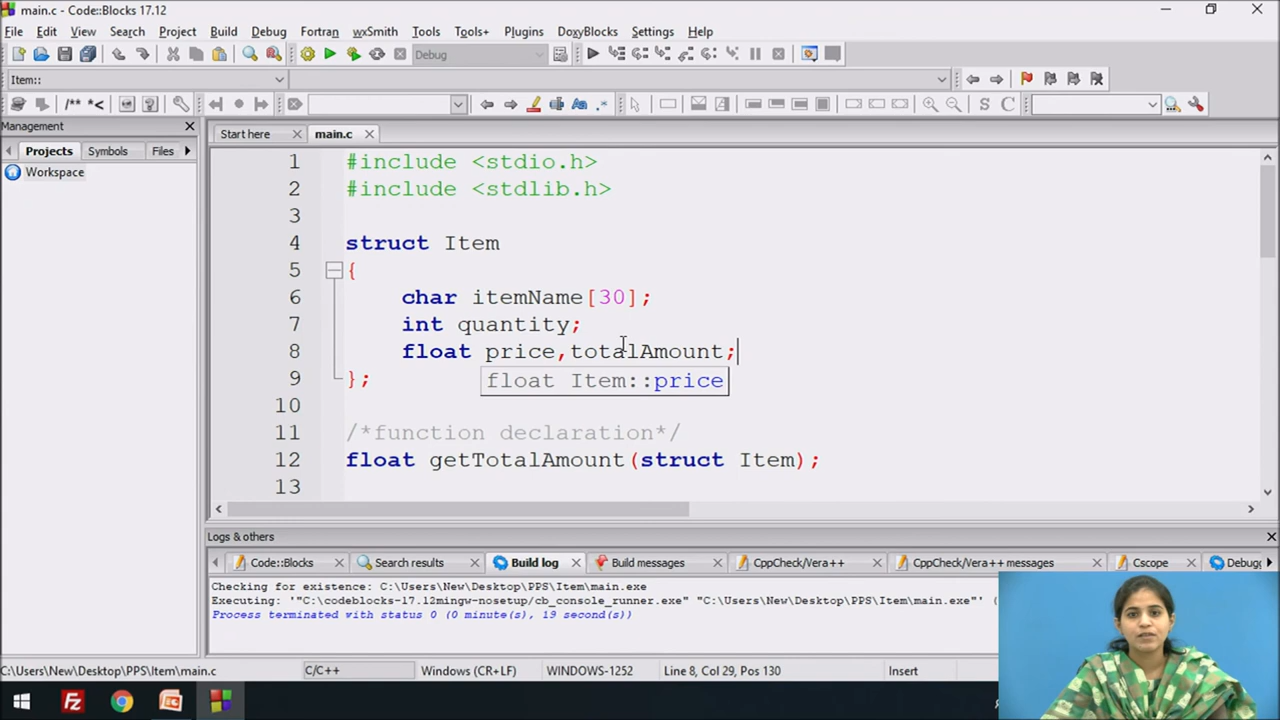 main.c - Code::Blocks 17.12
File Edit View Search Project Build Debug Fortran wxSmith Tools Tools+ Plugins DoxyBlocks Settings Help
Debug
Item::
/** *<
Aa .*
S C
Management
Projects Symbols Files
Workspace
Start here main.c
1 #include <stdio.h>
2 #include <stdlib.h>
3
4 struct Item
5 {
6 char itemName[30];
7 int quantity;
8 float price,totalAmount;
9 };
float Item::price
10
11 /*function declaration*/
12 float getTotalAmount(struct Item);
13
Logs & others
Code::Blocks Search results Build log Build messages CppCheck/Vera++ CppCheck/Vera++ messages Cscope Debugg
Checking for existence: C:\Users\New\Desktop\PPS\Item\main.exe
Executing: '"C:\codeblocks-17.12mingw-nosetup/cb_console_runner.exe" "C:\Users\New\Desktop\PPS\Item\main.exe"' (
Process terminated with status 0 (0 minute(s), 19 second(s))
C:\Users\New\Desktop\PPS\Item\main.c C/C++ Windows (CR+LF) WINDOWS-1252 Line 8, Col 29, Pos 130 Insert